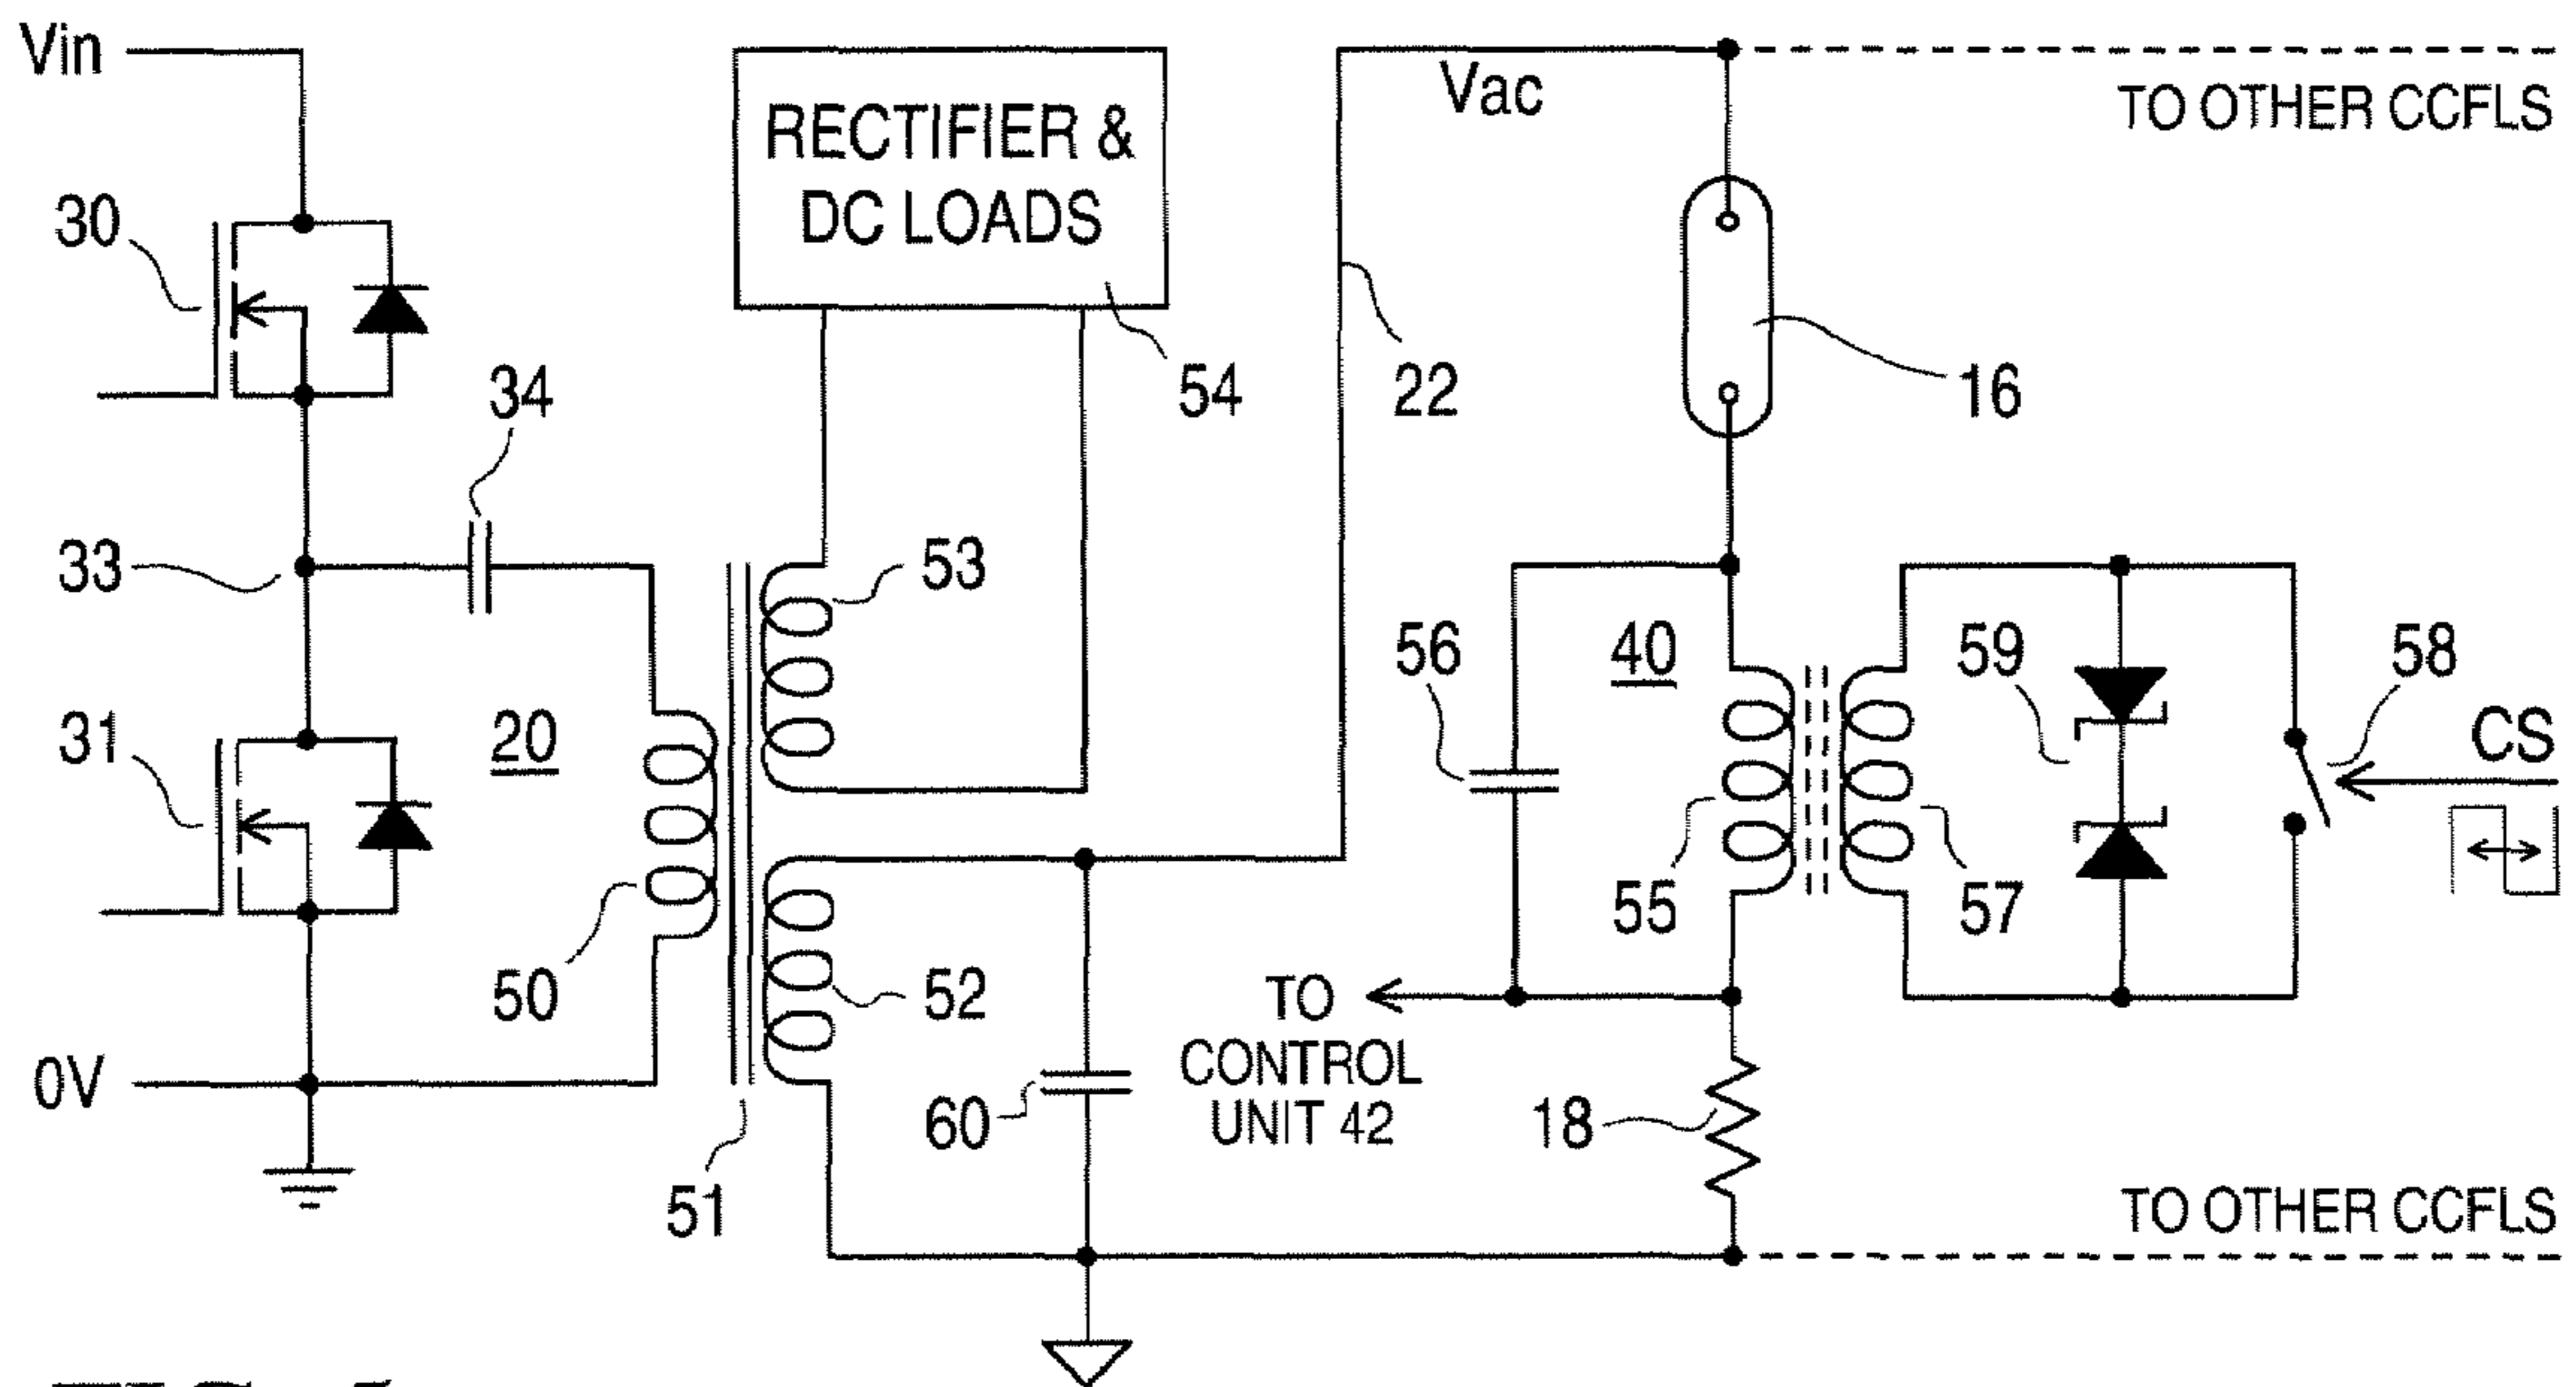 Vin
RECTIFIER &
DC LOADS
Vac
TO OTHER CCFLS
30
34
54
22
16
33
53
56
40
59
58
31
20
CS
50
52
55
57
TO
CONTROL
UNIT 42
0V
60
18
51
TO OTHER CCFLS